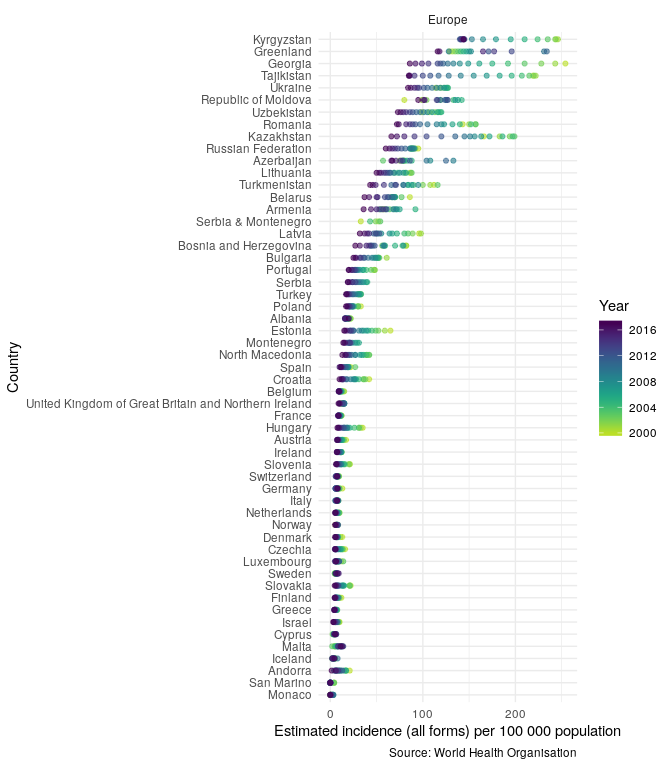 Europe
Kyrgyzstan
Greenland
Georgia
Tajikistan
Ukraine
Republic of Moldova
Uzbekistan
Romania
Kazakhstan
Russian Federation
Azerbaijan
Lithuania
Turkmenistan
Belarus
Armenia
Serbia & Montenegro
Latvia
Bosnia and Herzegovina
Bulgaria
Portugal
Serbia
Turkey
Poland
Albania
Estonia
Montenegro
North Macedonia
Spain
Croatia
Belgium
United Kingdom of Great Britain and Northern Ireland
France
Hungary
Austria
Ireland
Slovenia
Switzerland
Germany
Italy
Netherlands
Norway
Denmark
Czechia
Luxembourg
Sweden
Slovakia
Finland
Greece
Israel
Cyprus
Malta
Iceland
Andorra
San Marino
Monaco
Country
0 100 200
Estimated incidence (all forms) per 100 000 population
Source: World Health Organisation
Year
2016
2012
2008
2004
2000